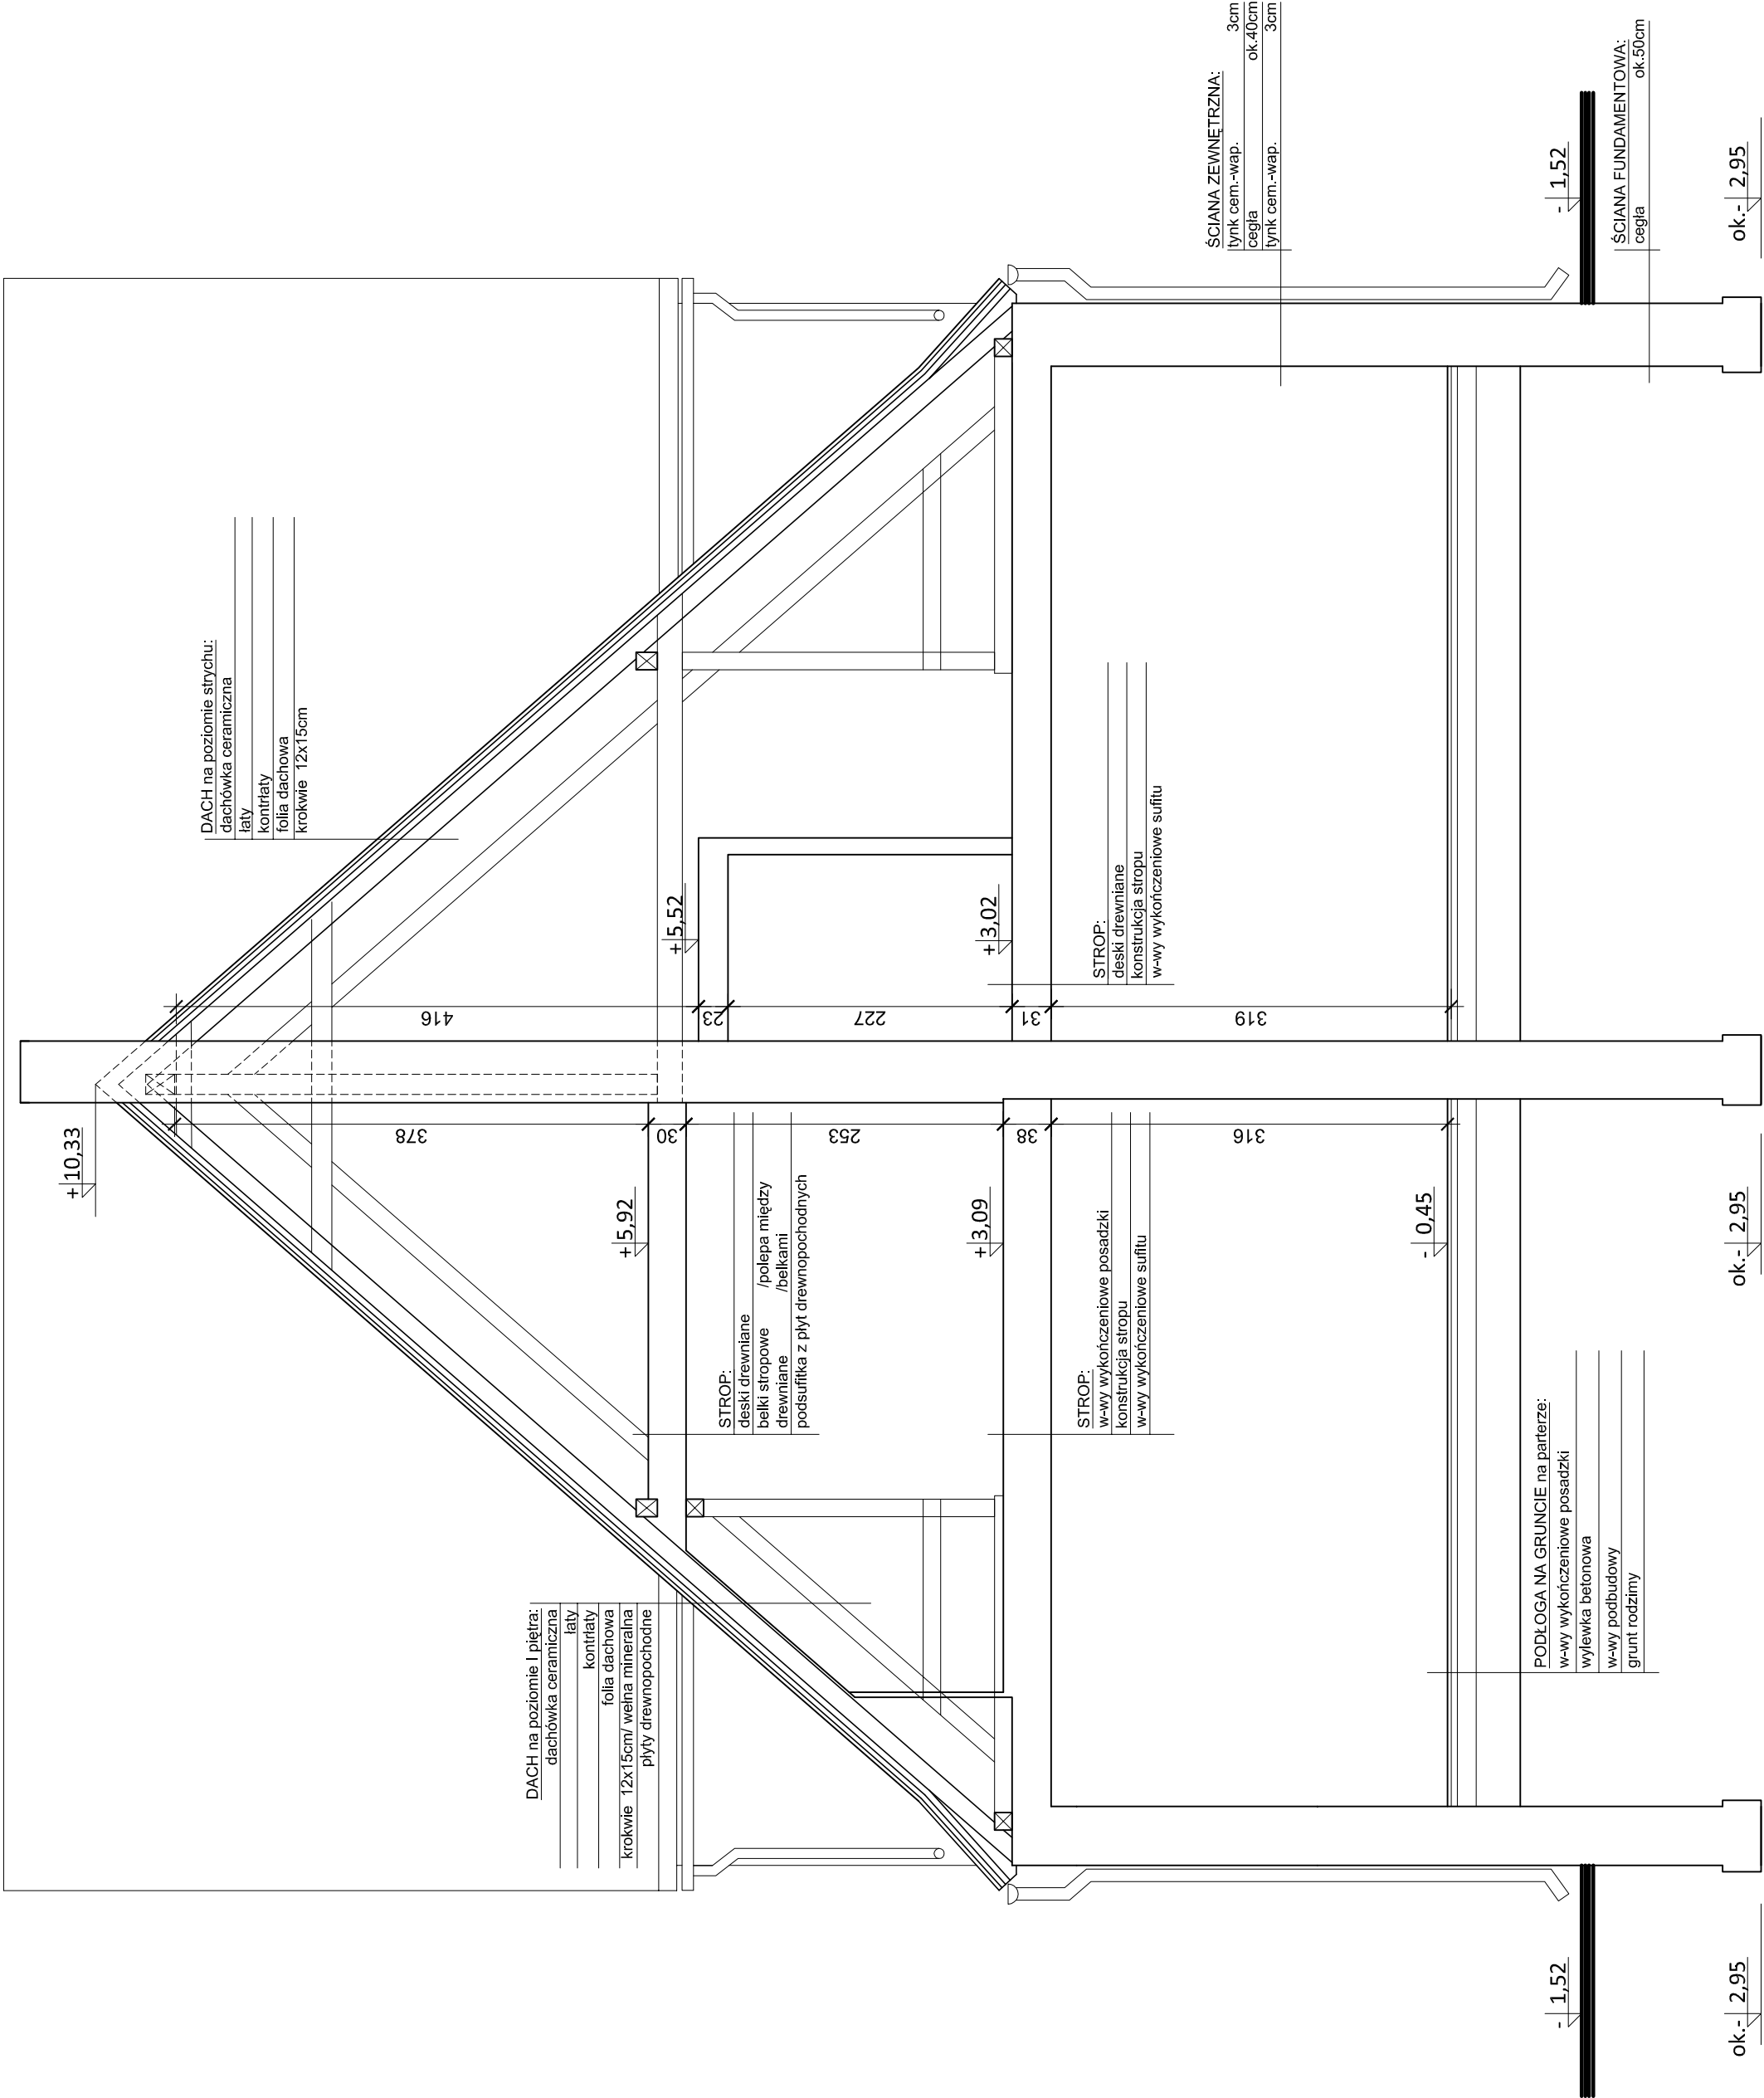 + 10,33
DACH na poziomie strychu:
dachówka ceramiczna
łaty
kontrłaty
folia dachowa
krokwie 12x15cm
416
23
227
31
319
378
30
253
38
316
+ 5,52
+ 3,02
+ 5,92
+ 3,09
- 0,45
DACH na poziomie I piętra:
dachówka ceramiczna
łaty
kontrłaty
folia dachowa
krokwie 12x15cm/ wełna mineralna
płyty drewnopochodne
STROP:
deski drewniane
belki stropowe /polepa między
drewniane /belkami
podsufitka z płyt drewnopochodnych
STROP:
deski drewniane
konstrukcja stropu
w-wy wykończeniowe sufitu
STROP:
w-wy wykończeniowe posadzki
konstrukcja stropu
w-wy wykończeniowe sufitu
ŚCIANA ZEWNĘTRZNA:
tynk cem.-wap. 3cm
cegła ok.40cm
tynk cem.-wap. 3cm
PODŁOGA NA GRUNCIE na parterze:
w-wy wykończeniowe posadzki
wylewka betonowa
w-wy podbudowy
grunt rodzimy
- 1,52
- 1,52
ŚCIANA FUNDAMENTOWA:
cegła ok.50cm
ok.- 2,95
ok.- 2,95
ok.- 2,95